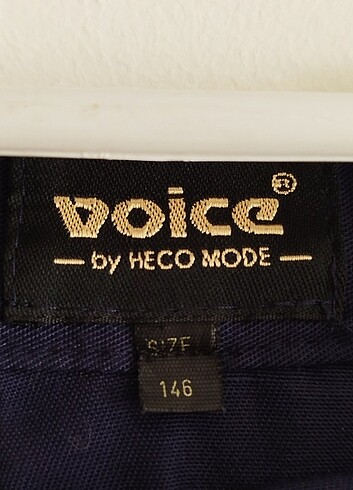 voice®
— by HECO MODE —
SIZE
146